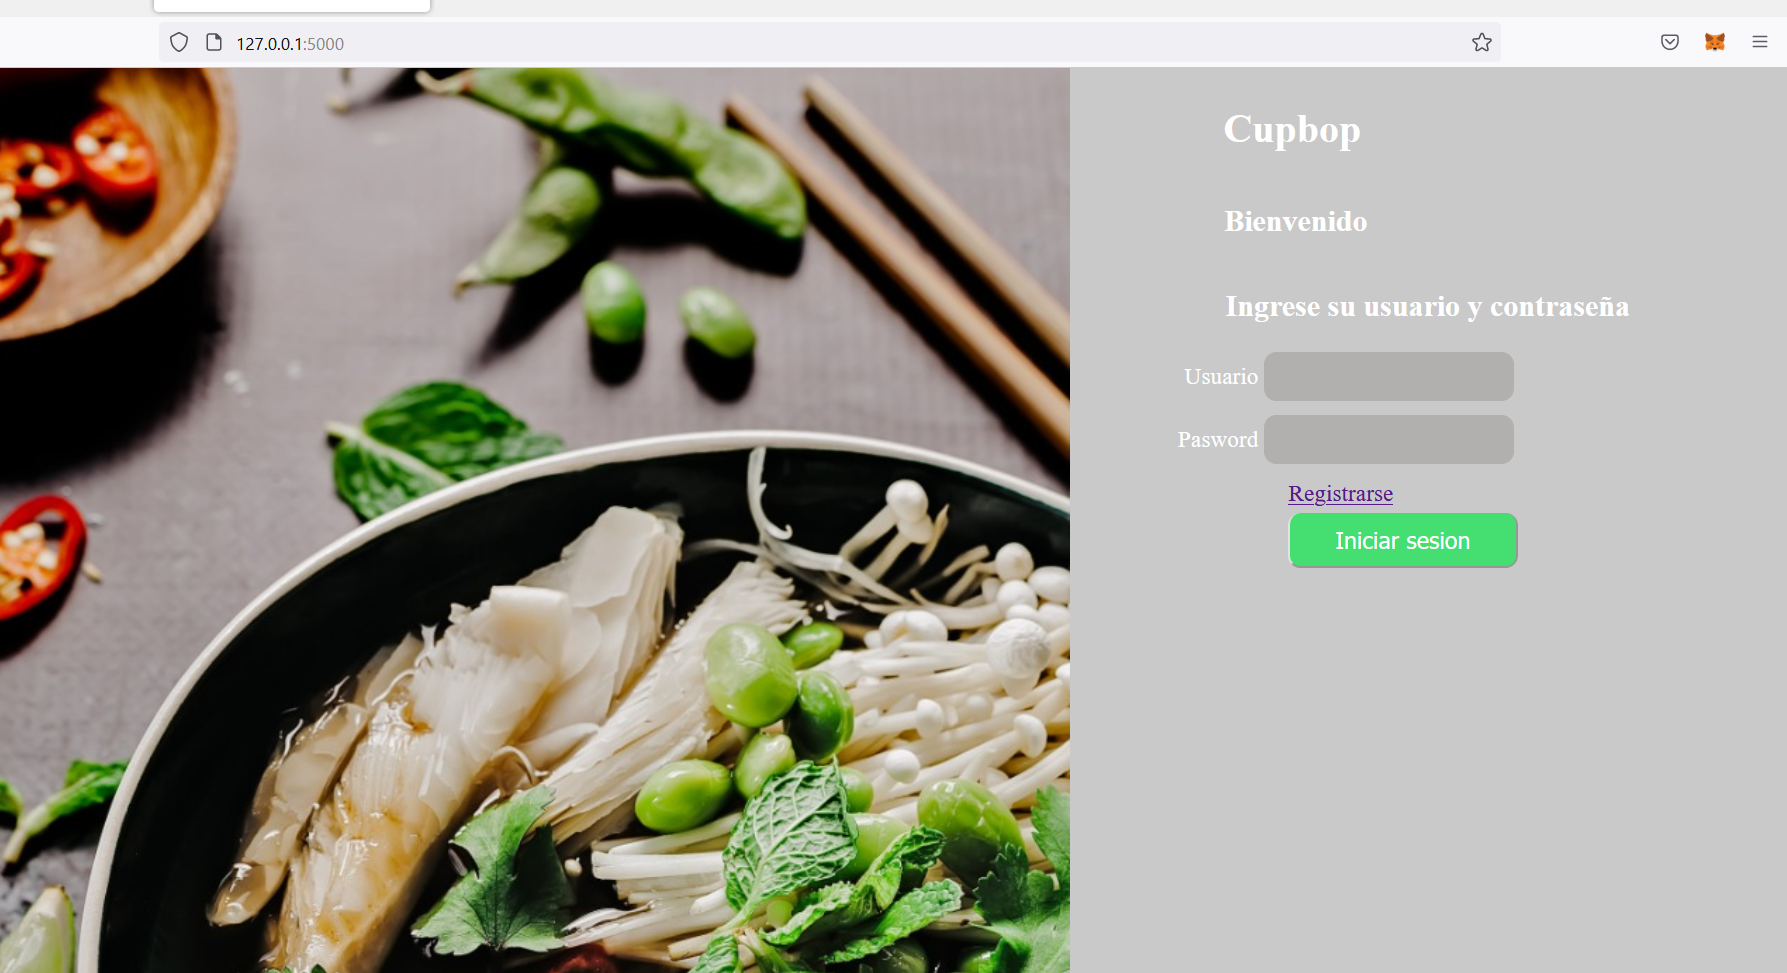 127.0.0.1:5000
Cupbop
Bienvenido
Ingrese su usuario y contraseña
Usuario
Pasword
Registrarse
Iniciar sesion